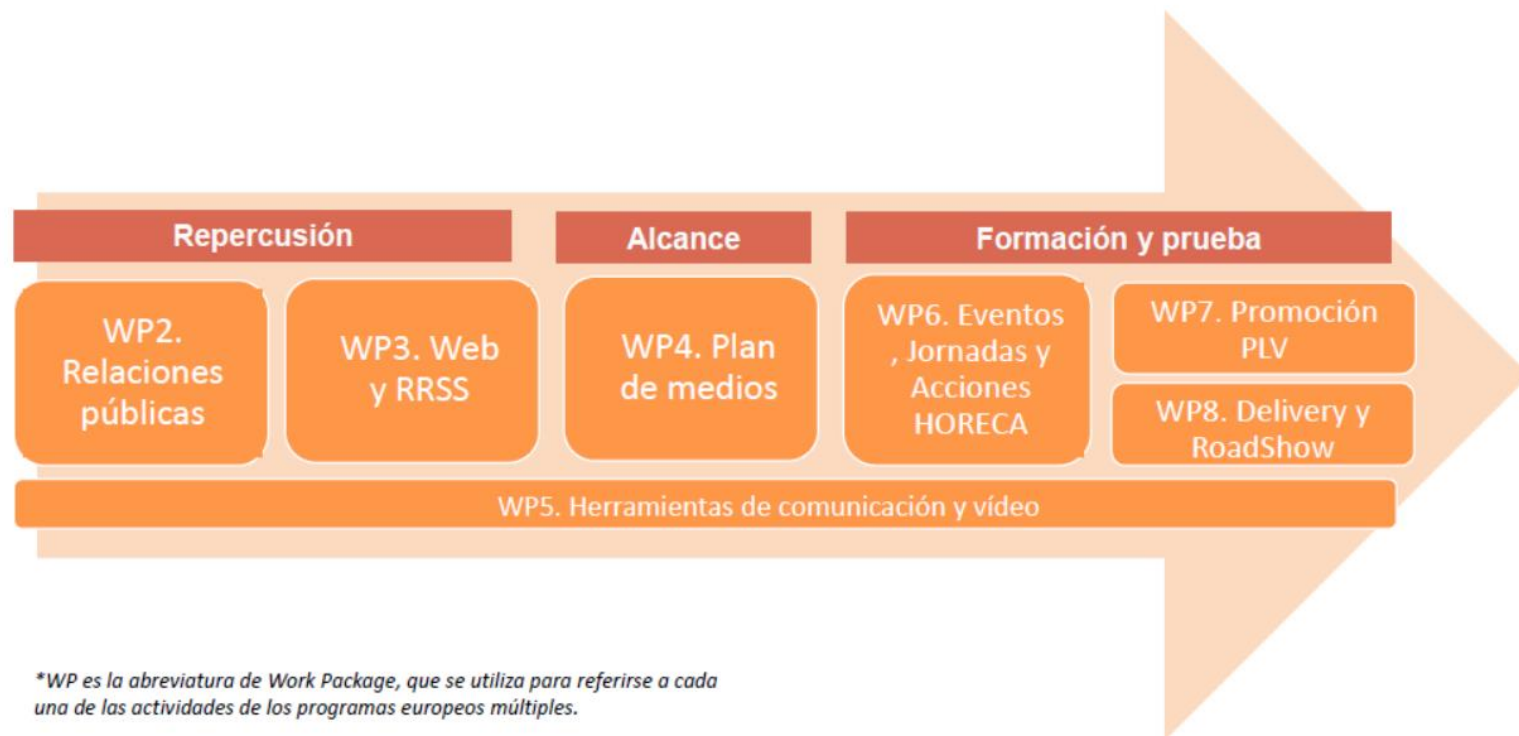 Repercusión
Alcance
Formación y prueba
WP2.
Relaciones
públicas
WP3. Web
y RRSS
WP4. Plan
de medios
WP6. Eventos
, Jornadas y
Acciones
HORECA
WP7. Promoción
PLV
WP8. Delivery y
RoadShow
WP5. Herramientas de comunicación y vídeo
*WP es la abreviatura de Work Package, que se utiliza para referirse a cada
una de las actividades de los programas europeos múltiples.